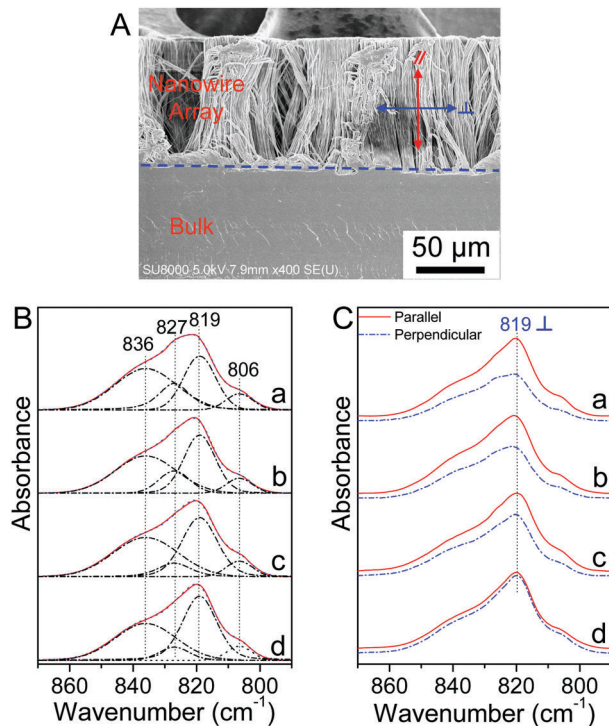 A
Nanowire
Array
//
⊥
Bulk
50 μm
SU8000 5.0kV 7.9mm x400 SE(U)
B
836
827
819
806
a
b
c
d
Absorbance
860
840
820
800
Wavenumber (cm⁻¹)
C
Parallel
Perpendicular
819 ⊥
a
b
c
d
Absorbance
860
840
820
800
Wavenumber (cm⁻¹)